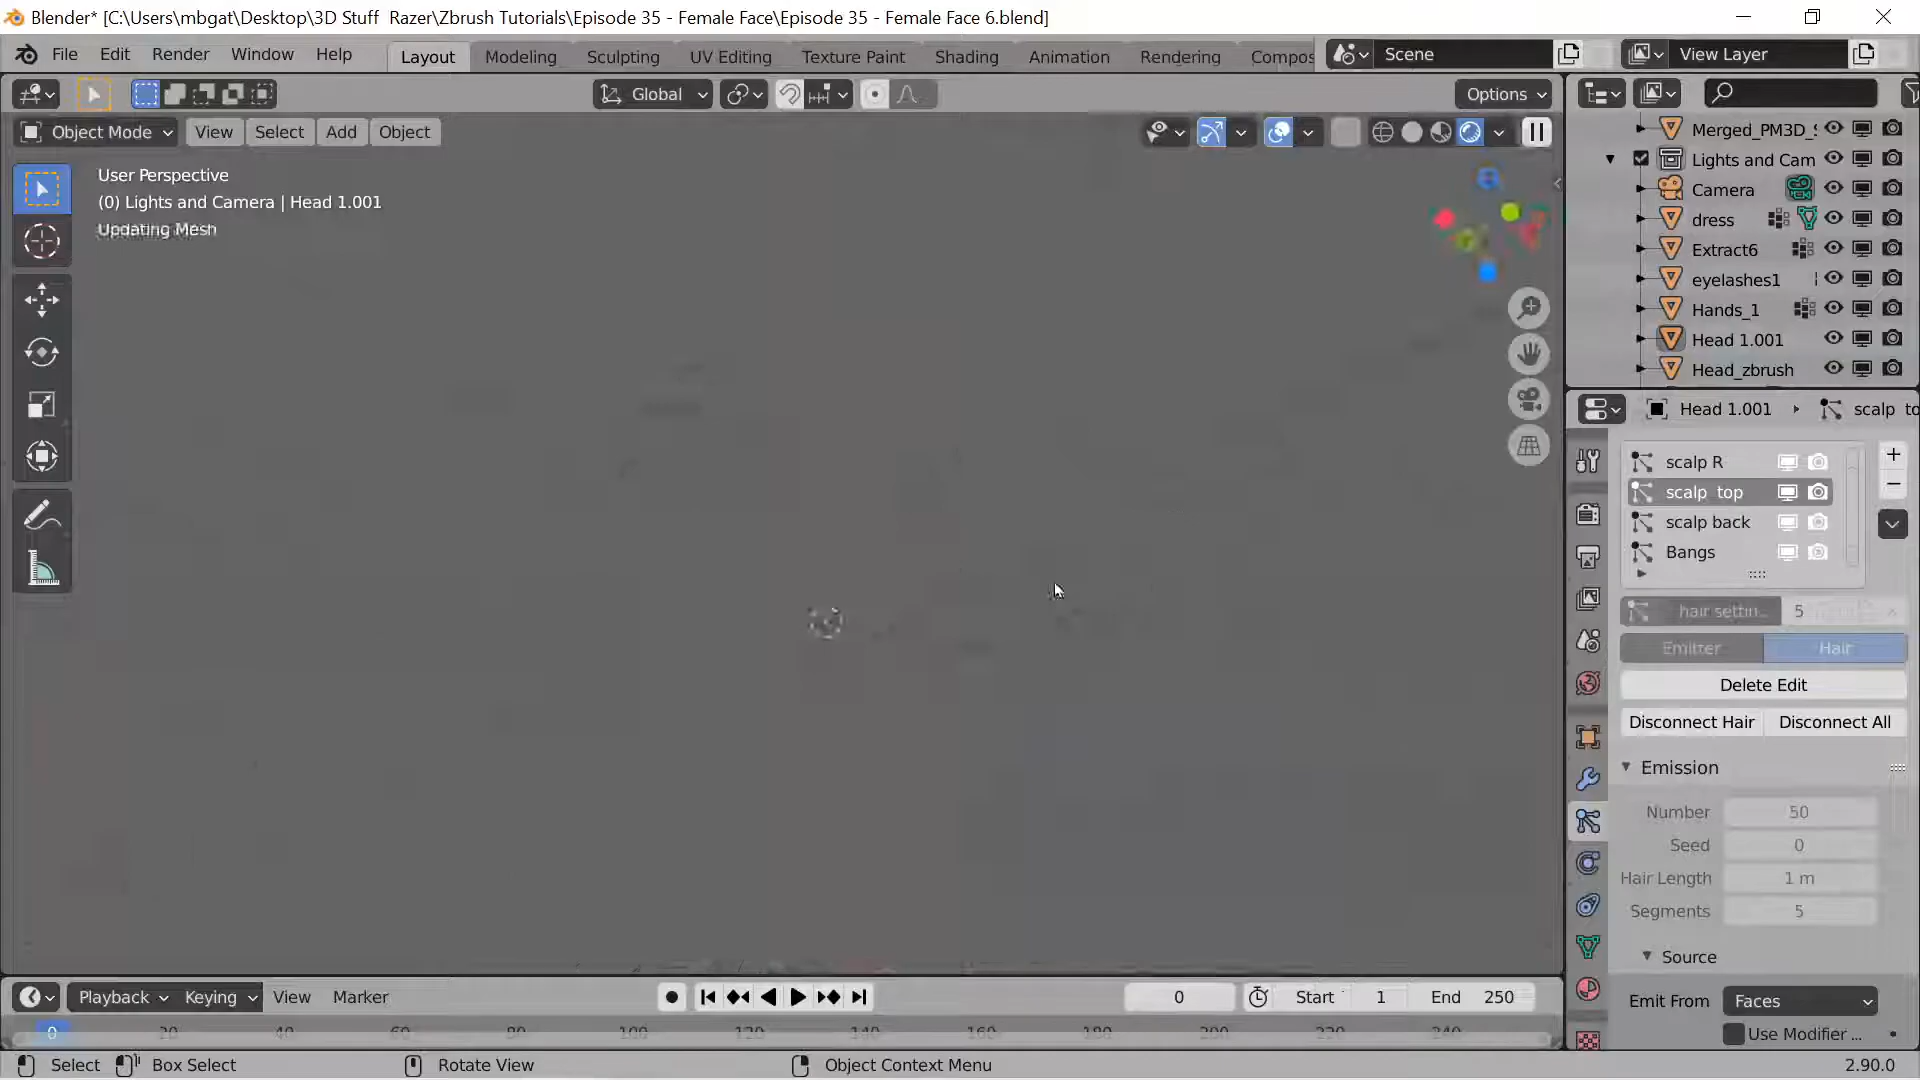 Blender* [C:\Users\mbgat\Desktop\3D Stuff  Razer\Zbrush Tutorials\Episode 35 - Female Face\Episode 35 - Female Face 6.blend]
File Edit Render Window Help Layout Modeling Sculpting UV Editing Texture Paint Shading Animation Rendering Compos Scene View Layer
Global Options
Object Mode View Select Add Object
User Perspective
(0) Lights and Camera | Head 1.001
Updating Mesh
Merged_PM3D_S
Lights and Cam
Camera
dress
Extract6
eyelashes1
Hands_1
Head 1.001
Head_zbrush
Head 1.001 scalp to
scalp R
scalp top
scalp back
Bangs
hair settin... 5
Emitter Hair
Delete Edit
Disconnect Hair Disconnect All
Emission
Number 50
Seed 0
Hair Length 1 m
Segments 5
Source
Emit From Faces
Use Modifier ...
Playback Keying View Marker 0 Start 1 End 250
0 20 40 60 80 100 120 140 160 180 200 220 240
Select Box Select Rotate View Object Context Menu 2.90.0